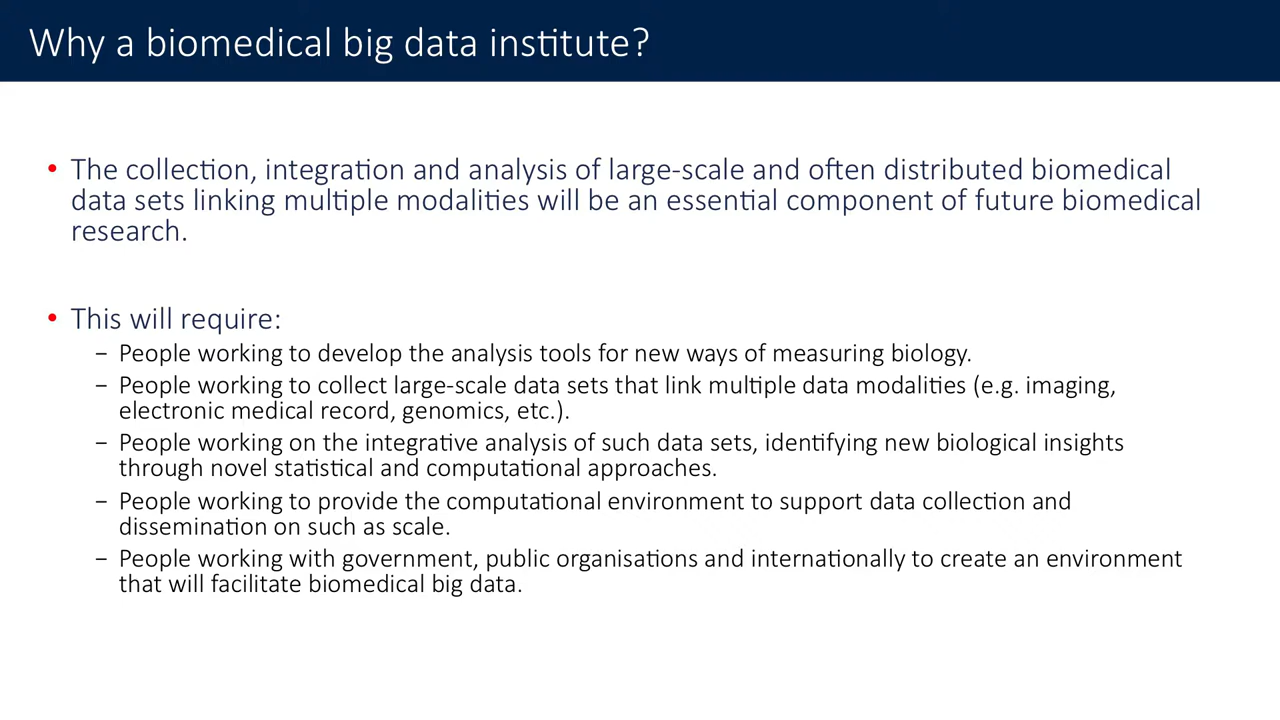 Why a biomedical big data institute?
• The collection, integration and analysis of large-scale and often distributed biomedical
data sets linking multiple modalities will be an essential component of future biomedical
research.
• This will require:
– People working to develop the analysis tools for new ways of measuring biology.
– People working to collect large-scale data sets that link multiple data modalities (e.g. imaging,
electronic medical record, genomics, etc.).
– People working on the integrative analysis of such data sets, identifying new biological insights
through novel statistical and computational approaches.
– People working to provide the computational environment to support data collection and
dissemination on such as scale.
– People working with government, public organisations and internationally to create an environment
that will facilitate biomedical big data.